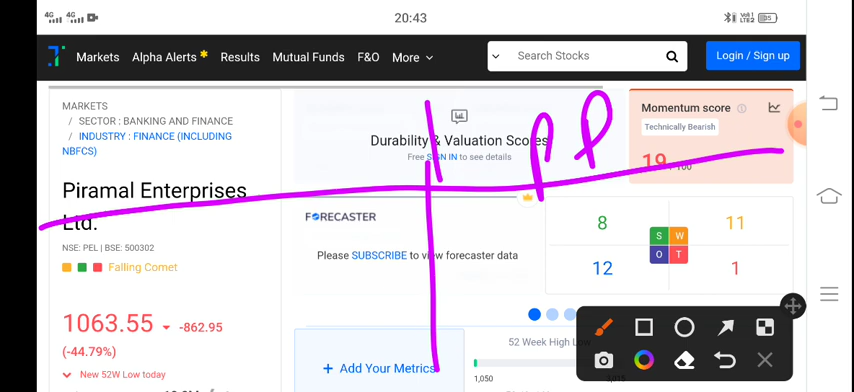 4G 4G 20:43
Markets Alpha Alerts Results Mutual Funds F&O More Search Stocks Login / Sign up
MARKETS
/ SECTOR : BANKING AND FINANCE
/ INDUSTRY : FINANCE (INCLUDING
NBFCS)
Piramal Enterprises
Ltd.
NSE: PEL | BSE: 500302
Falling Comet
1063.55 -862.95
(-44.79%)
New 52W Low today
Durability & Valuation Scores
Free SIGN IN to see details
Momentum score
Technically Bearish
19 / 100
FORECASTER
Please SUBSCRIBE to view forecaster data
8 11
S W
O T
12 1
+ Add Your Metrics
52 Week High Low
1,050
P P